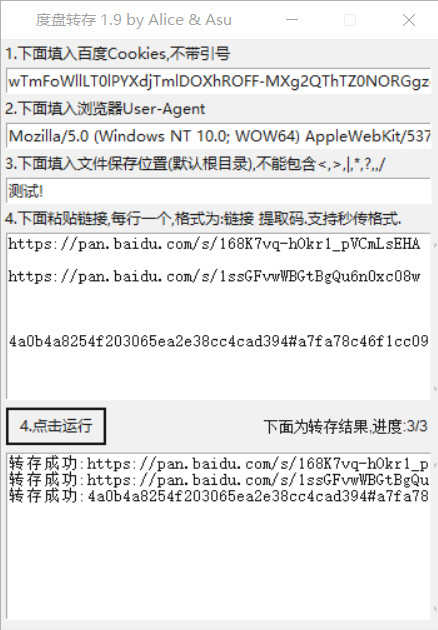 度盘转存 1.9 by Alice & Asu
1.下面填入百度Cookies,不带引号
wTmFoWllLT0lPYXdjTmlDOXhROFF-MXg2QThTZ0NORGgz
2.下面填入浏览器User-Agent
Mozilla/5.0 (Windows NT 10.0; WOW64) AppleWebKit/537
3.下面填入文件保存位置(默认根目录),不能包含<,>,|,*,?,,/
测试!
4.下面粘贴链接,每行一个,格式为:链接 提取码.支持秒传格式.
https://pan.baidu.com/s/168K7vq-hOkr1_pVCmLsEHA
https://pan.baidu.com/s/1ssGFvwWBGtBgQu6nOxc08w
4a0b4a8254f203065ea2e38cc4cad394#a7fa78c46f1cc09
4.点击运行
下面为转存结果,进度:3/3
转存成功:https://pan.baidu.com/s/168K7vq-hOkr1_p
转存成功:https://pan.baidu.com/s/1ssGFvwWBGtBgQu
转存成功:4a0b4a8254f203065ea2e38cc4cad394#a7fa78